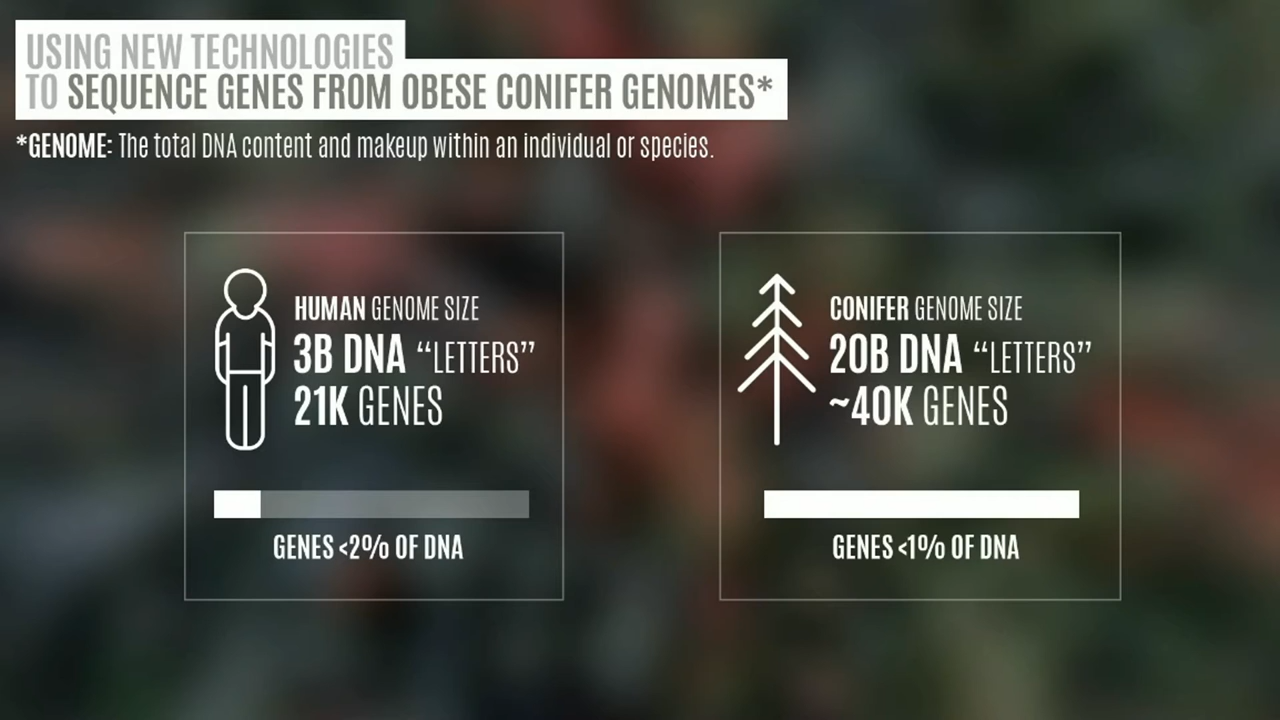 USING NEW TECHNOLOGIES
TO SEQUENCE GENES FROM OBESE CONIFER GENOMES*
*GENOME: The total DNA content and makeup within an individual or species.
HUMAN GENOME SIZE
3B DNA “LETTERS”
21K GENES
GENES <2% OF DNA
CONIFER GENOME SIZE
20B DNA “LETTERS”
~40K GENES
GENES <1% OF DNA